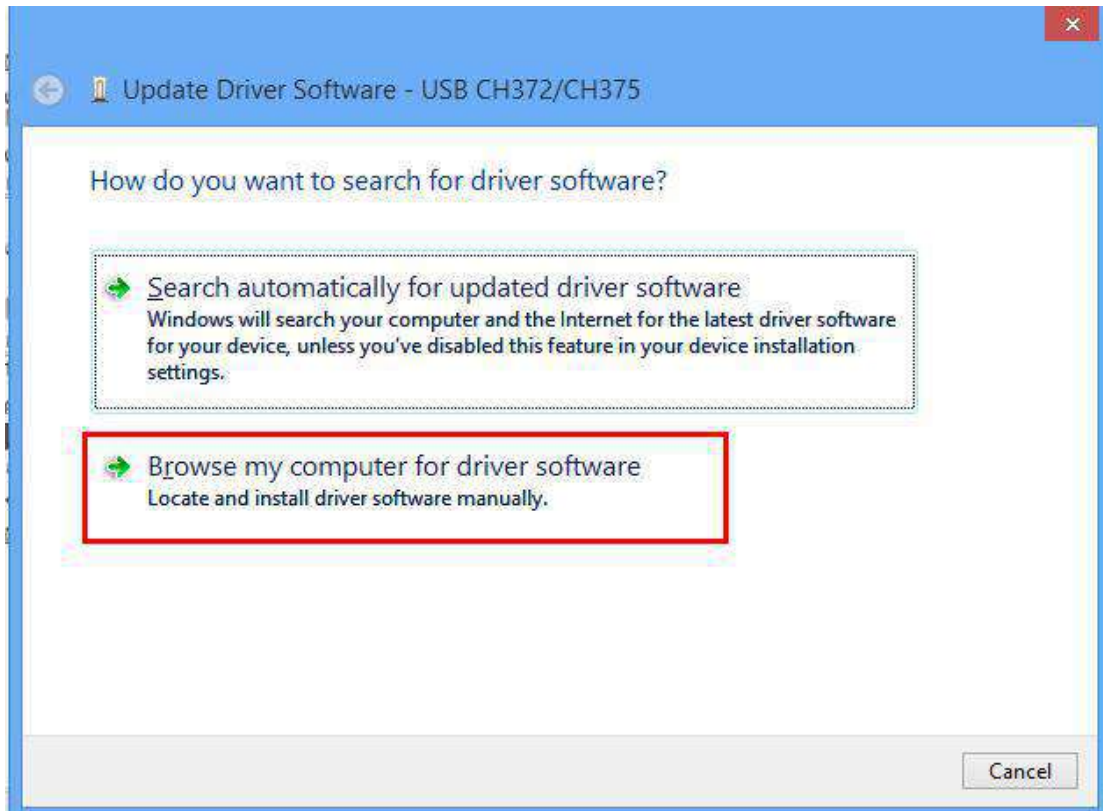 Update Driver Software - USB CH372/CH375
How do you want to search for driver software?
Search automatically for updated driver software
Windows will search your computer and the Internet for the latest driver software
for your device, unless you've disabled this feature in your device installation
settings.
Browse my computer for driver software
Locate and install driver software manually.
Cancel